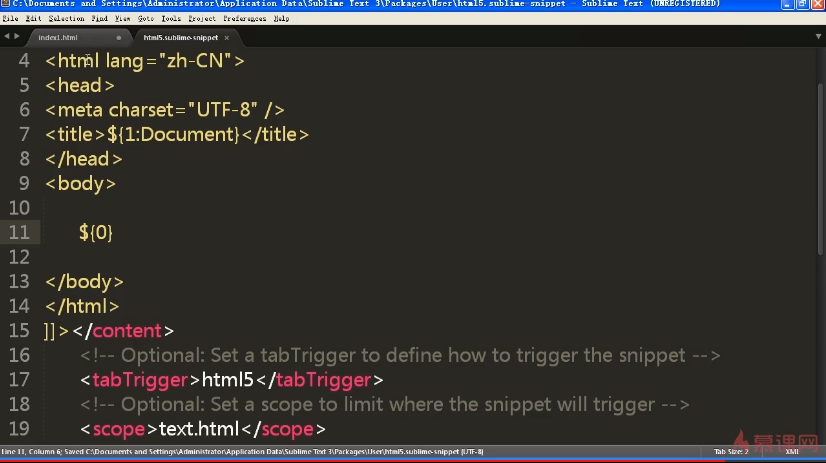 C:\Documents and Settings\Administrator\Application Data\Sublime Text 3\Packages\User\html5.sublime-snippet - Sublime Text (UNREGISTERED)
File Edit Selection Find View Goto Tools Project Preferences Help
index1.html html5.sublime-snippet ×
4 <html lang="zh-CN">
5 <head>
6 <meta charset="UTF-8" />
7 <title>${1:Document}</title>
8 </head>
9 <body>
10
11 ${0}
12
13 </body>
14 </html>
15 ]]></content>
16 <!-- Optional: Set a tabTrigger to define how to trigger the snippet -->
17 <tabTrigger>html5</tabTrigger>
18 <!-- Optional: Set a scope to limit where the snippet will trigger -->
19 <scope>text.html</scope>
慕课网
Line 11, Column 6; Saved C:\Documents and Settings\Administrator\Application Data\Sublime Text 3\Packages\User\html5.sublime-snippet (UTF-8) Tab Size: 2 XML